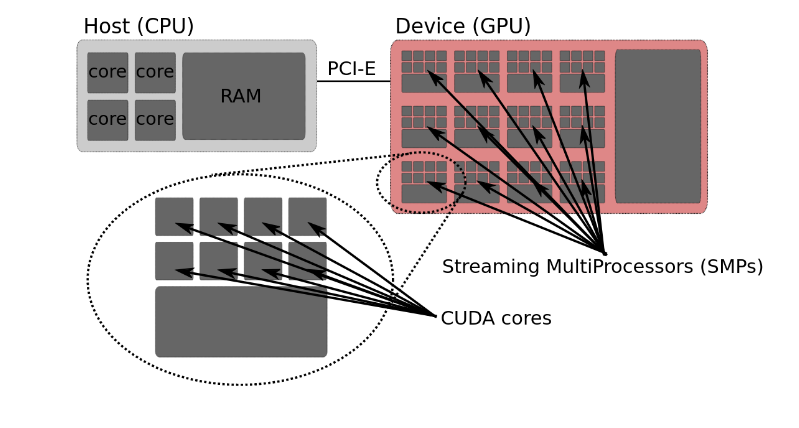 Host (CPU)
Device (GPU)
PCI-E
core
core
RAM
core
core
Streaming MultiProcessors (SMPs)
CUDA cores